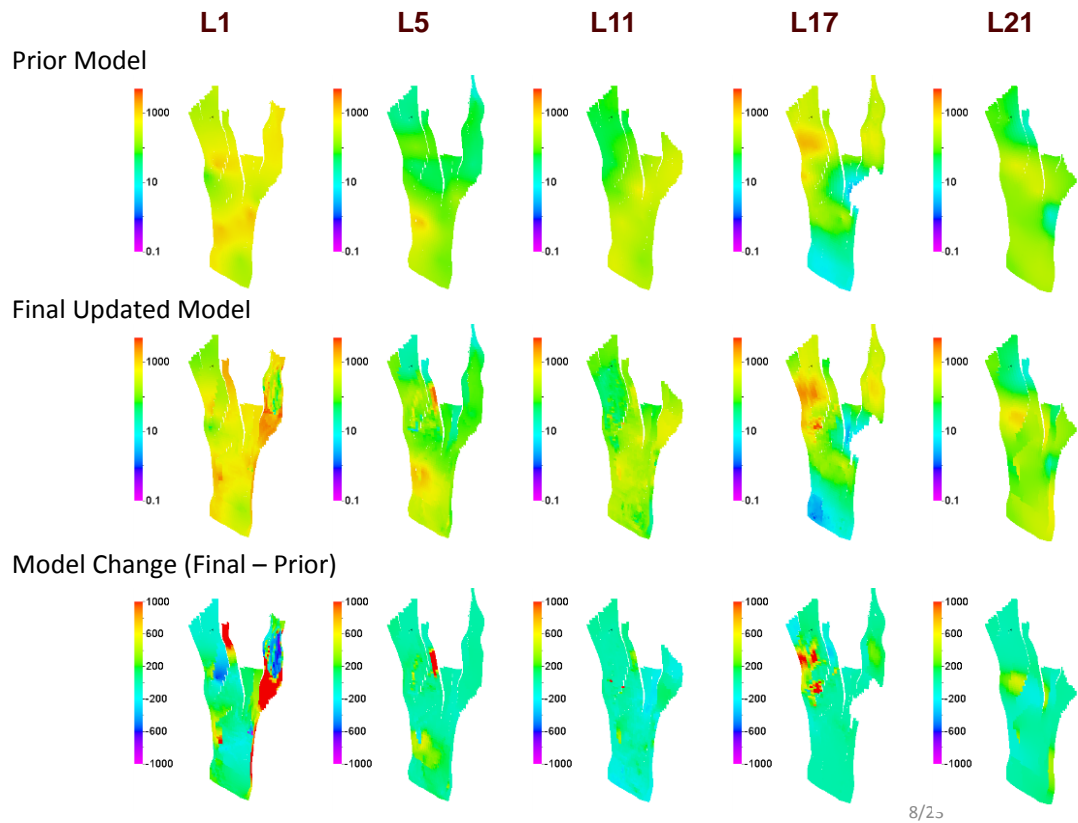 L1 L5 L11 L17 L21
Prior Model
1000 1000 1000 1000 1000
10 10 10 10 10
0.1 0.1 0.1 0.1 0.1
Final Updated Model
1000 1000 1000 1000 1000
10 10 10 10 10
0.1 0.1 0.1 0.1 0.1
Model Change (Final – Prior)
1000 1000 1000 1000 1000
600 600 600 600 600
200 200 200 200 200
-200 -200 -200 -200 -200
-600 -600 -600 -600 -600
-1000 -1000 -1000 -1000 -1000